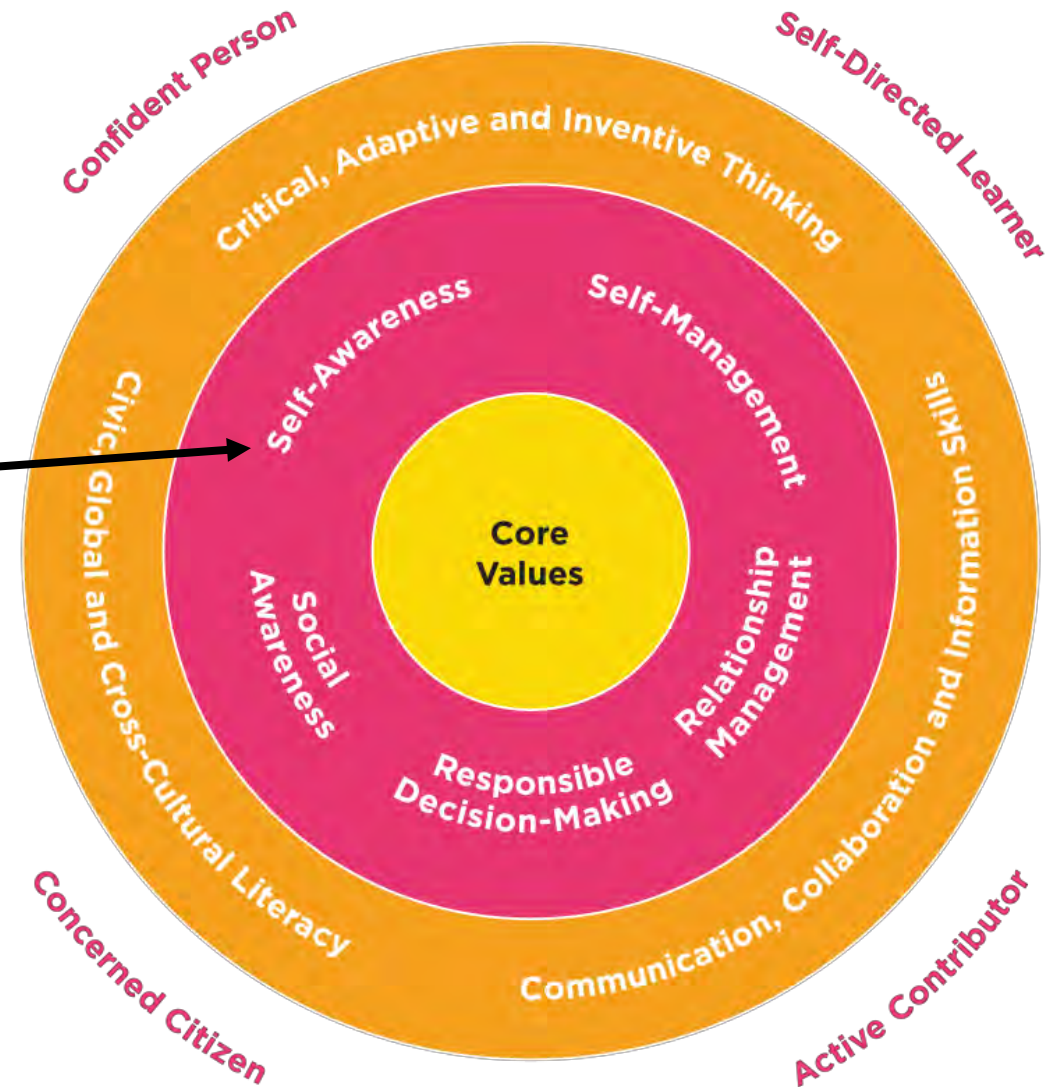 Confident Person
Self-Directed Learner
Critical, Adaptive and Inventive Thinking
Self-Awareness
Self-Management
Civic, Global and Cross-Cultural Literacy
Communication, Collaboration and Information Skills
Core
Values
Social
Awareness
Relationship
Management
Responsible
Decision-Making
Concerned Citizen
Active Contributor